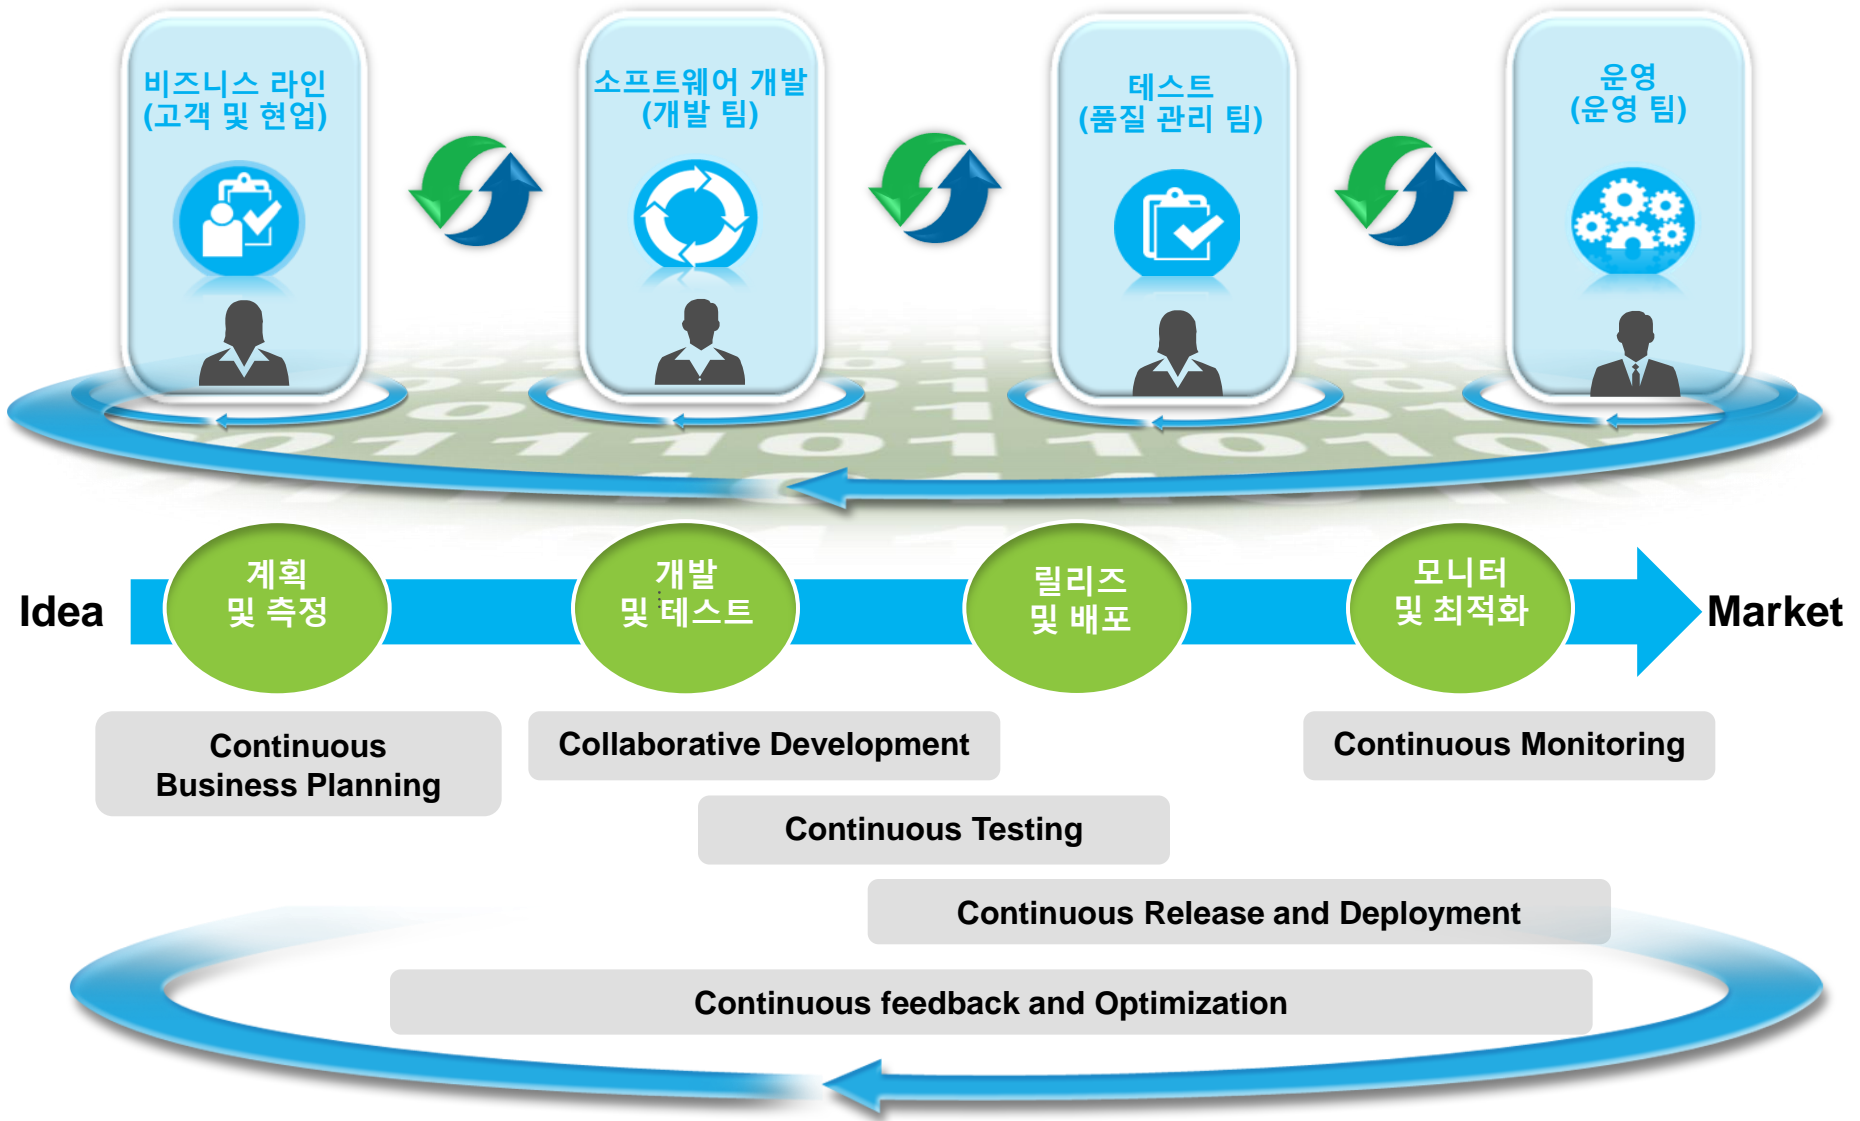 비즈니스 라인
(고객 및 현업)
소프트웨어 개발
(개발 팀)
테스트
(품질 관리 팀)
운영
(운영 팀)
01110110101
Idea
계획
및 측정
개발
및 테스트
릴리즈
및 배포
모니터
및 최적화
Market
Continuous
Business Planning
Collaborative Development
Continuous Monitoring
Continuous Testing
Continuous Release and Deployment
Continuous feedback and Optimization